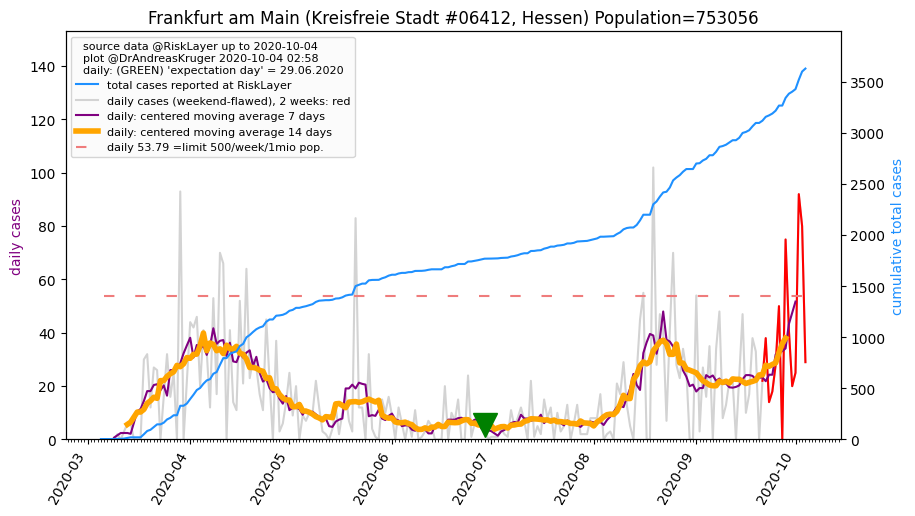 Frankfurt am Main (Kreisfreie Stadt #06412, Hessen) Population=753056
source data @RiskLayer up to 2020-10-04
plot @DrAndreasKruger 2020-10-04 02:58
daily: (GREEN) 'expectation day' = 29.06.2020
total cases reported at RiskLayer
daily cases (weekend-flawed), 2 weeks: red
daily: centered moving average 7 days
daily: centered moving average 14 days
daily 53.79 =limit 500/week/1mio pop.
daily cases
140
120
100
80
60
40
20
0
cumulative total cases
3500
3000
2500
2000
1500
1000
500
0
2020-03
2020-04
2020-05
2020-06
2020-07
2020-08
2020-09
2020-10